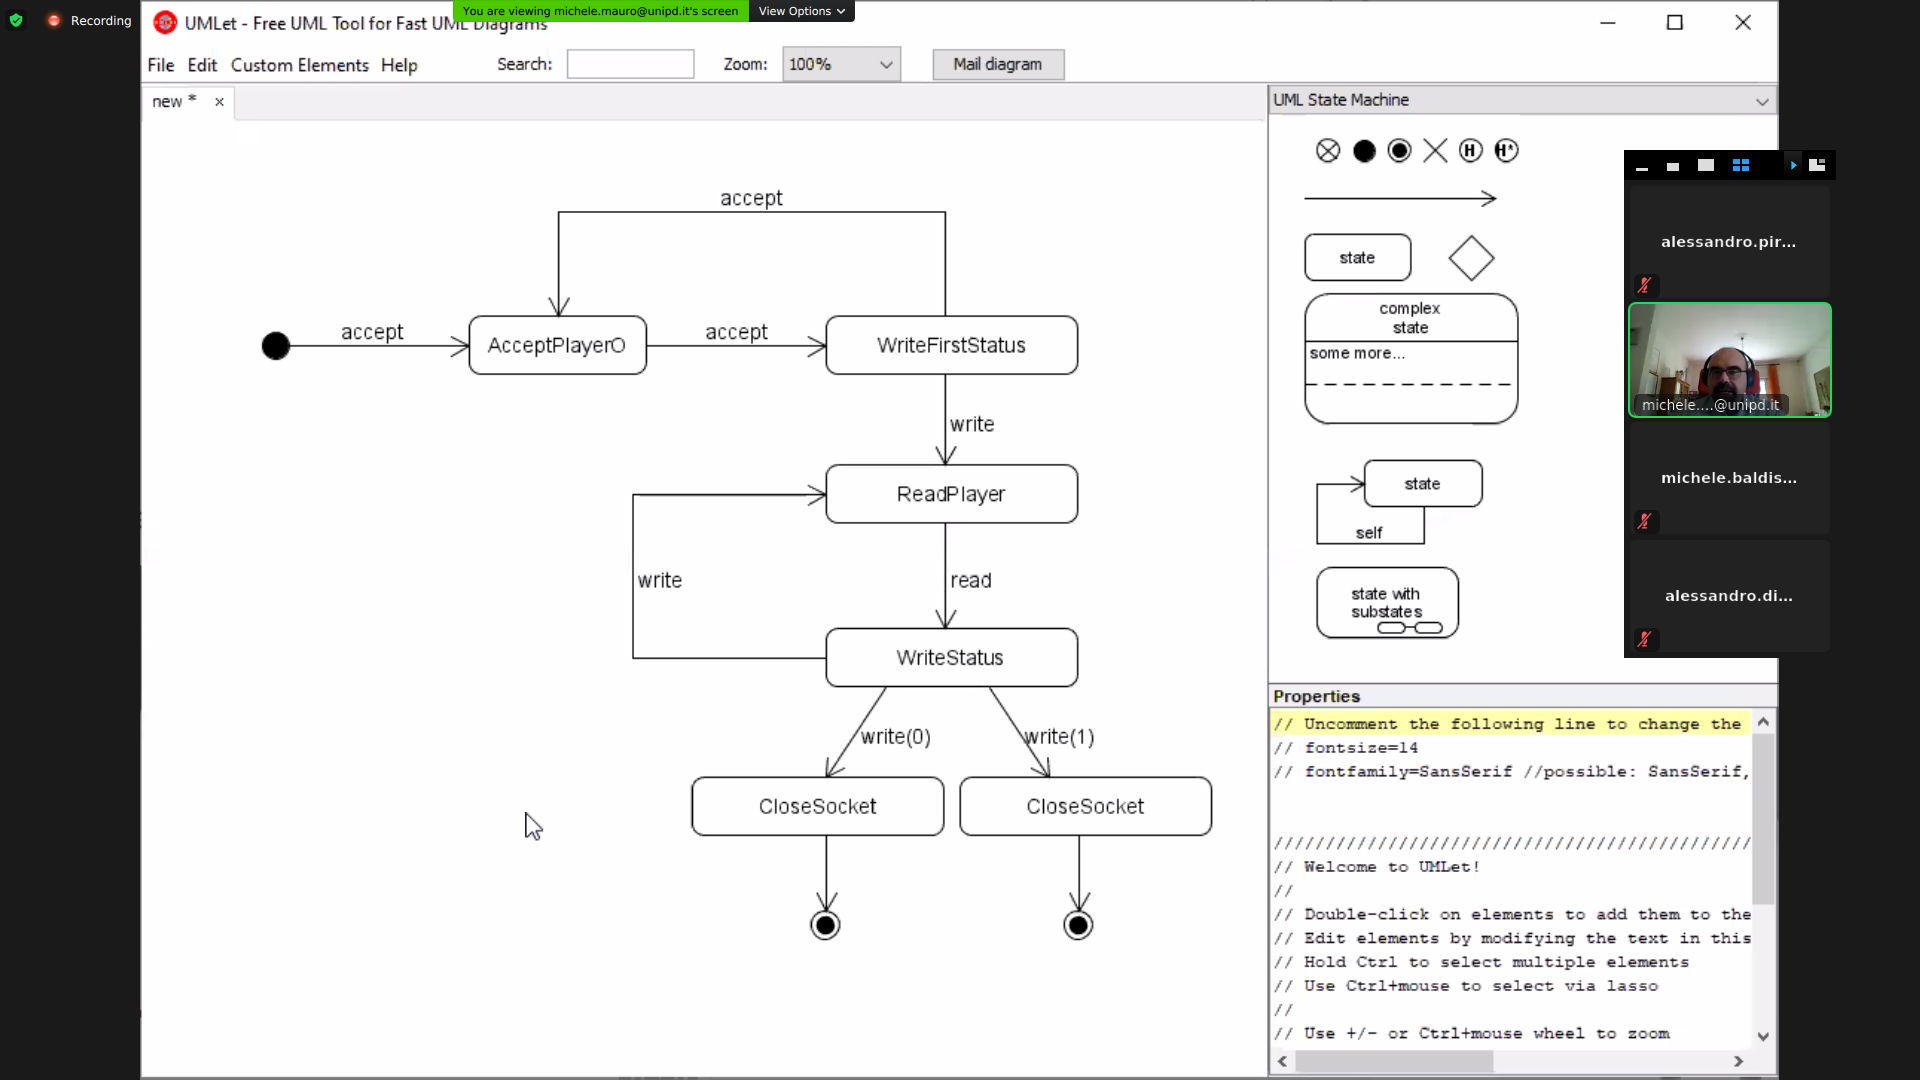 Recording
You are viewing michele.mauro@unipd.it's screen
View Options
UMLet - Free UML Tool for Fast UML Diagrams
File Edit Custom Elements Help
Search:
Zoom: 100%
Mail diagram
new *
UML State Machine
H
H*
accept
accept
AcceptPlayerO
accept
WriteFirstStatus
write
ReadPlayer
write
read
WriteStatus
write(0)
write(1)
CloseSocket
CloseSocket
state
complex
state
some more...
state
self
state with
substates
alessandro.pir...
michele....@unipd.it
michele.baldis...
alessandro.di...
Properties
// Uncomment the following line to change the
// fontsize=14
// fontfamily=SansSerif //possible: SansSerif,
//////////////////////////////////////////////
// Welcome to UMLet!
//
// Double-click on elements to add them to the
// Edit elements by modifying the text in this
// Hold Ctrl to select multiple elements
// Use Ctrl+mouse to select via lasso
//
// Use +/- or Ctrl+mouse wheel to zoom